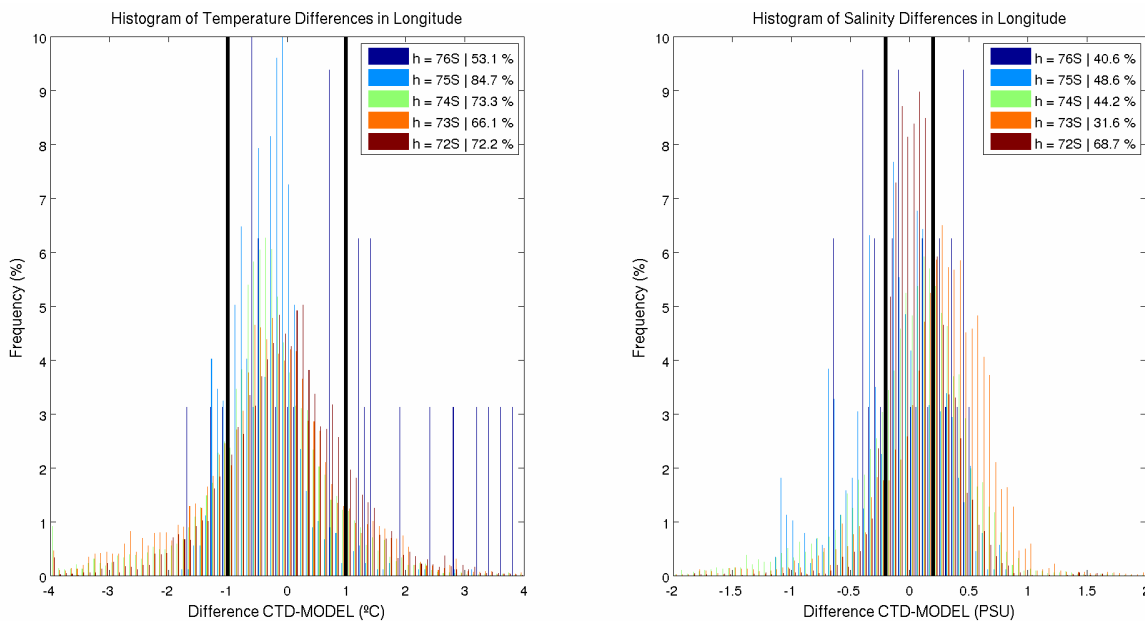 Histogram of Temperature Differences in Longitude
10
9
8
7
6
5
4
3
2
1
0
Frequency (%)
h = 76S | 53.1 %
h = 75S | 84.7 %
h = 74S | 73.3 %
h = 73S | 66.1 %
h = 72S | 72.2 %
-4 -3 -2 -1 0 1 2 3 4
Difference CTD-MODEL (ºC)
Histogram of Salinity Differences in Longitude
10
9
8
7
6
5
4
3
2
1
0
Frequency (%)
h = 76S | 40.6 %
h = 75S | 48.6 %
h = 74S | 44.2 %
h = 73S | 31.6 %
h = 72S | 68.7 %
-2 -1.5 -1 -0.5 0 0.5 1 1.5 2
Difference CTD-MODEL (PSU)